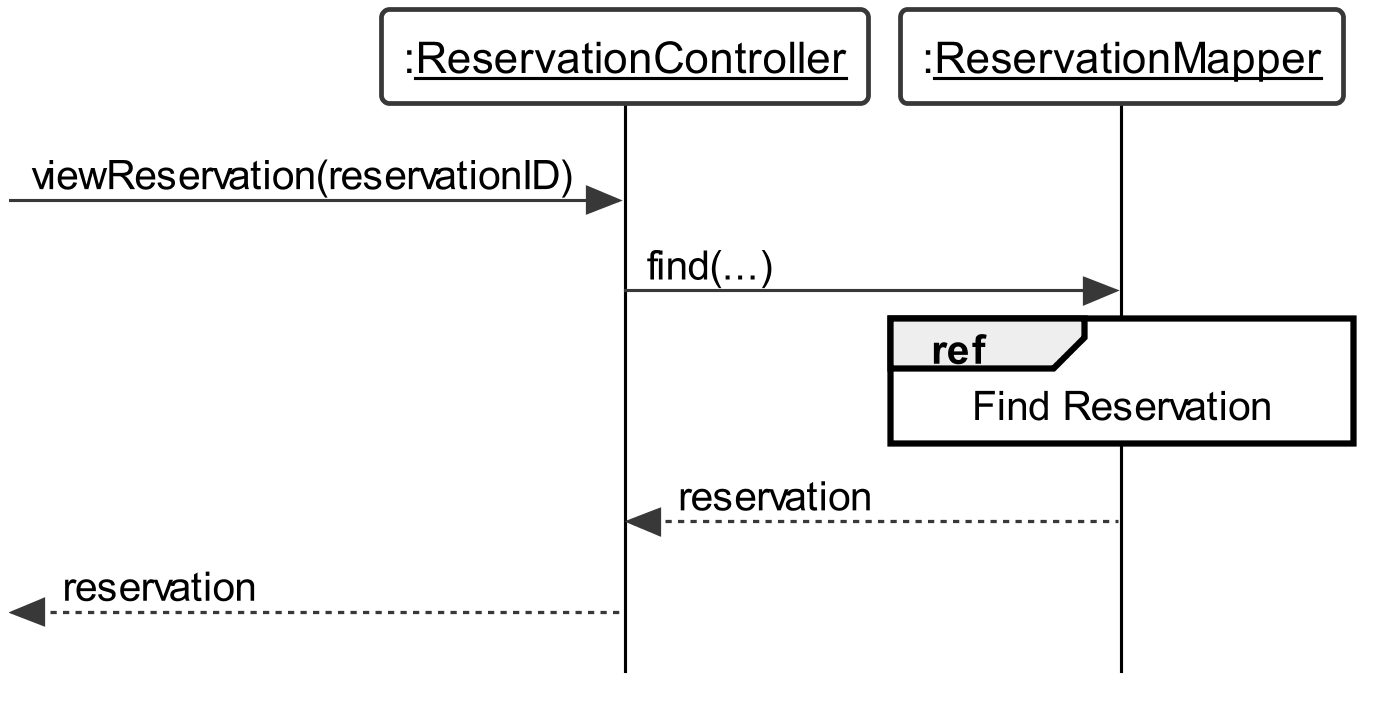 :ReservationController
:ReservationMapper
viewReservation(reservationID)
find(...)
ref
Find Reservation
reservation
reservation